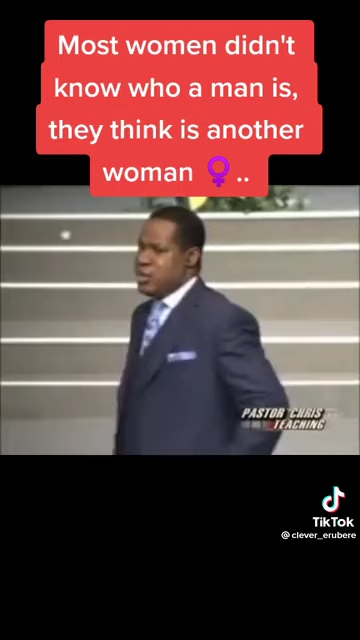 Most women didn't
know who a man is,
they think is another
woman ♀..
PASTOR CHRIS
TEACHING
TikTok
@clever_erubere